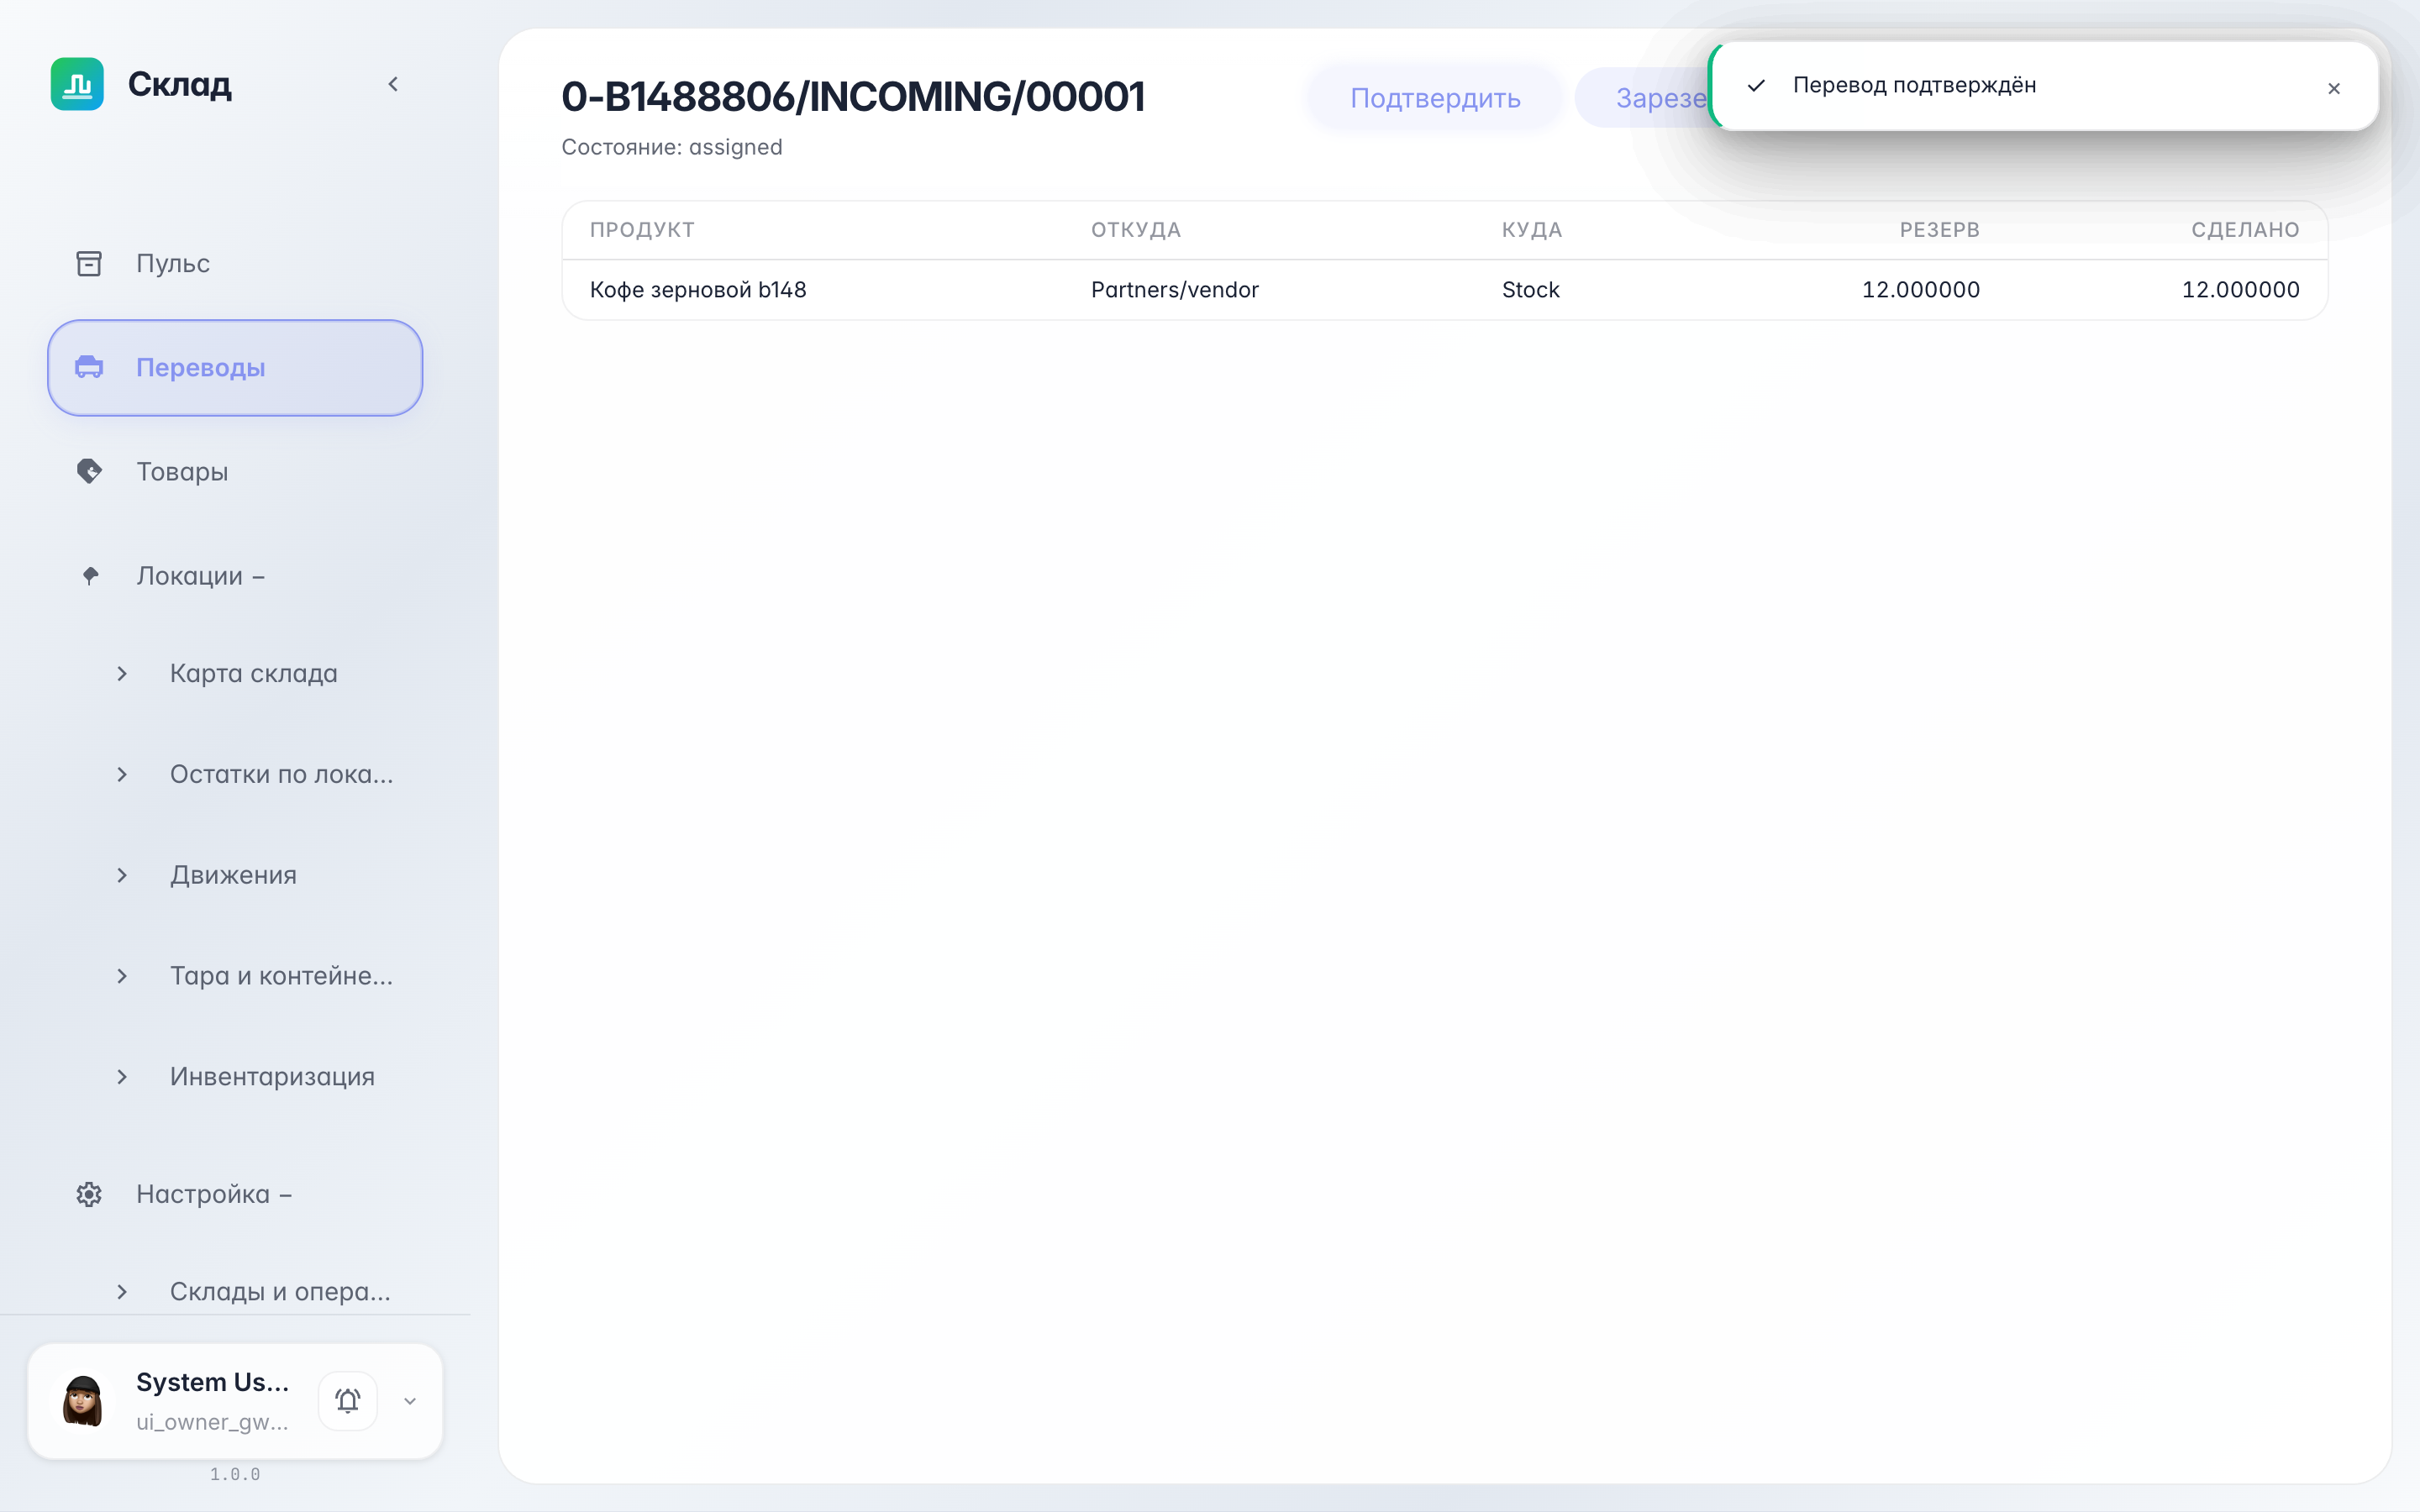 Склад
Пульс
Переводы
Товары
Локации –
Карта склада
Остатки по лока...
Движения
Тара и контейне...
Инвентаризация
Настройка –
Склады и опера...
System Us...
ui_owner_gw...
1.0.0
0-B1488806/INCOMING/00001
Состояние: assigned
Подтвердить
Зарезе
Перевод подтверждён
ПРОДУКТ ОТКУДА КУДА РЕЗЕРВ СДЕЛАНО
Кофе зерновой b148 Partners/vendor Stock 12.000000 12.000000